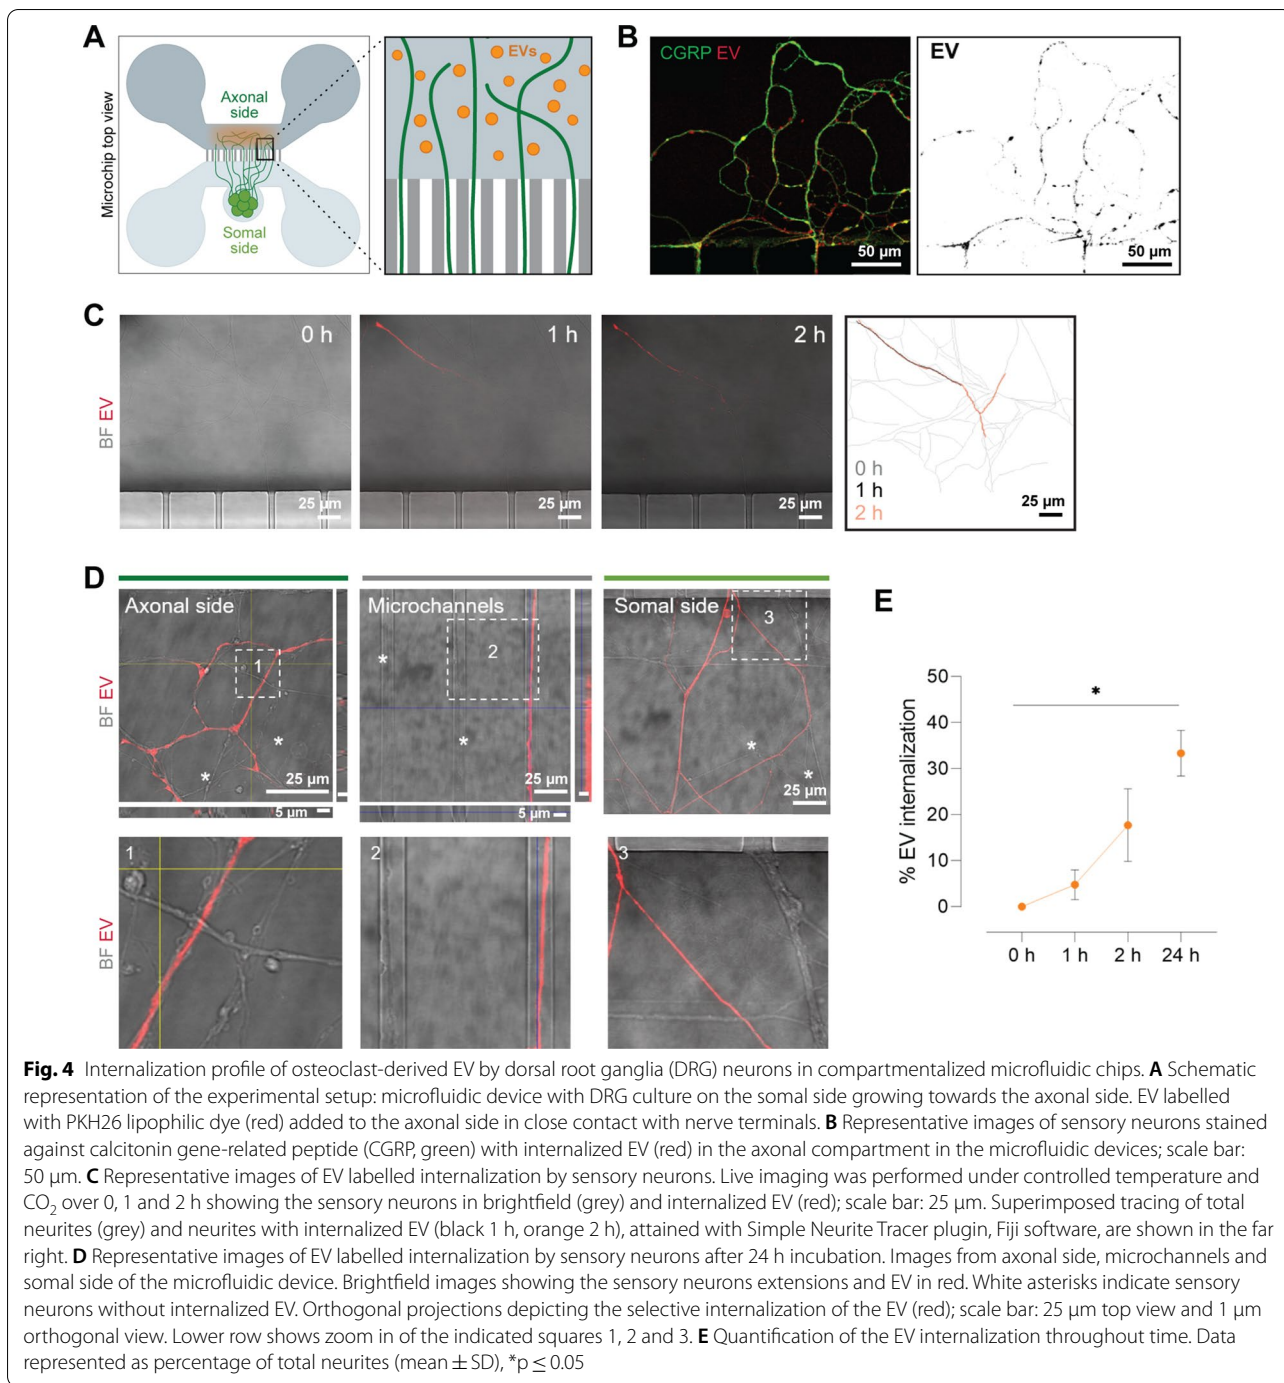 A
Microchip top view
Axonal
side
Somal
side
EVs
B
CGRP EV
50 µm
EV
50 µm
C
BF EV
0 h
25 µm
1 h
25 µm
2 h
25 µm
0 h
1 h
2 h
25 µm
D
BF EV
Axonal side
1
*
*
25 µm
5 µm
Microchannels
2
*
*
25 µm
5 µm
Somal side
3
*
*
25 µm
BF EV
1
2
3
E
% EV internalization
50
40
30
20
10
0
*
0 h 1 h 2 h 24 h
Fig. 4 Internalization profile of osteoclast-derived EV by dorsal root ganglia (DRG) neurons in compartmentalized microfluidic chips. A Schematic
representation of the experimental setup: microfluidic device with DRG culture on the somal side growing towards the axonal side. EV labelled
with PKH26 lipophilic dye (red) added to the axonal side in close contact with nerve terminals. B Representative images of sensory neurons stained
against calcitonin gene-related peptide (CGRP, green) with internalized EV (red) in the axonal compartment in the microfluidic devices; scale bar:
50 µm. C Representative images of EV labelled internalization by sensory neurons. Live imaging was performed under controlled temperature and
CO2 over 0, 1 and 2 h showing the sensory neurons in brightfield (grey) and internalized EV (red); scale bar: 25 µm. Superimposed tracing of total
neurites (grey) and neurites with internalized EV (black 1 h, orange 2 h), attained with Simple Neurite Tracer plugin, Fiji software, are shown in the far
right. D Representative images of EV labelled internalization by sensory neurons after 24 h incubation. Images from axonal side, microchannels and
somal side of the microfluidic device. Brightfield images showing the sensory neurons extensions and EV in red. White asterisks indicate sensory
neurons without internalized EV. Orthogonal projections depicting the selective internalization of the EV (red); scale bar: 25 µm top view and 1 µm
orthogonal view. Lower row shows zoom in of the indicated squares 1, 2 and 3. E Quantification of the EV internalization throughout time. Data
represented as percentage of total neurites (mean ± SD), *p ≤ 0.05